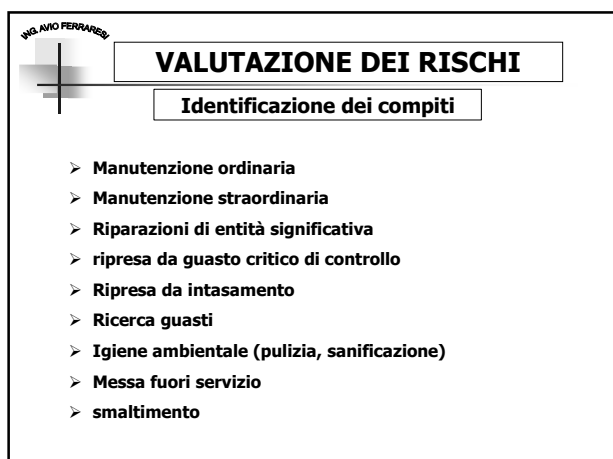 ING. AVIO FERRARESI
VALUTAZIONE DEI RISCHI
Identificazione dei compiti
➢ Manutenzione ordinaria
➢ Manutenzione straordinaria
➢ Riparazioni di entità significativa
➢ ripresa da guasto critico di controllo
➢ Ripresa da intasamento
➢ Ricerca guasti
➢ Igiene ambientale (pulizia, sanificazione)
➢ Messa fuori servizio
➢ smaltimento